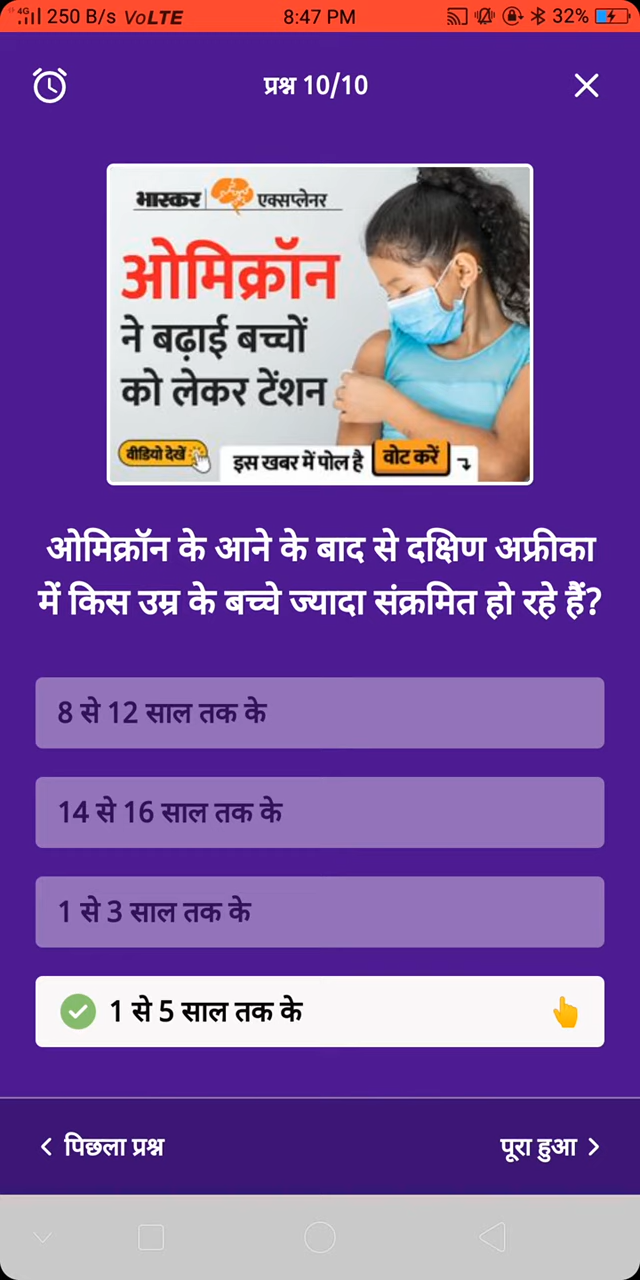 4G 250 B/s VoLTE 8:47 PM 32%
प्रश्न 10/10
भास्कर एक्सप्लेनर
ओमिक्रॉन
ने बढ़ाई बच्चों
को लेकर टेंशन
वीडियो देखें इस खबर में पोल है वोट करें
ओमिक्रॉन के आने के बाद से दक्षिण अफ्रीका
में किस उम्र के बच्चे ज्यादा संक्रमित हो रहे हैं?
8 से 12 साल तक के
14 से 16 साल तक के
1 से 3 साल तक के
1 से 5 साल तक के
पिछला प्रश्न पूरा हुआ